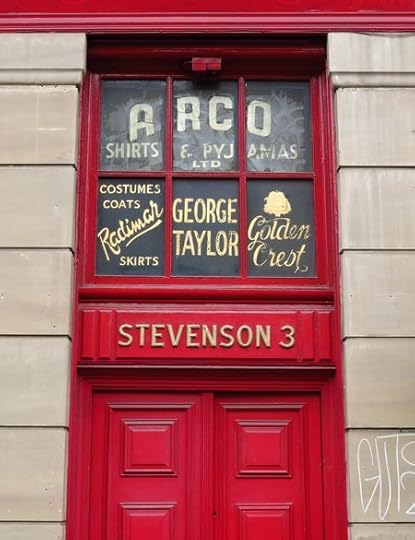 ARCO
SHIRTS & PYJAMAS
LTD
COSTUMES
COATS
Radimar
SKIRTS
GEORGE
TAYLOR
Golden
Crest
STEVENSON 3